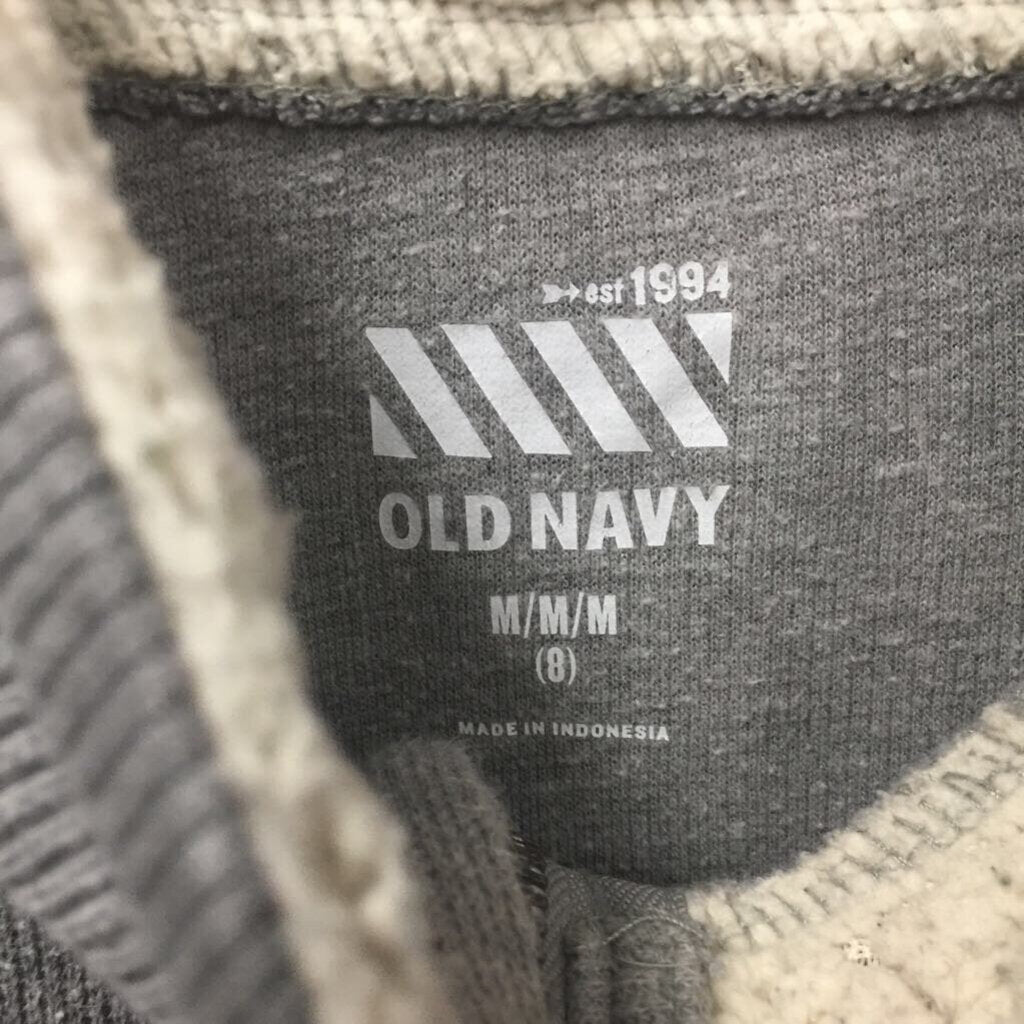 est 1994
OLD NAVY
M/M/M
(8)
MADE IN INDONESIA